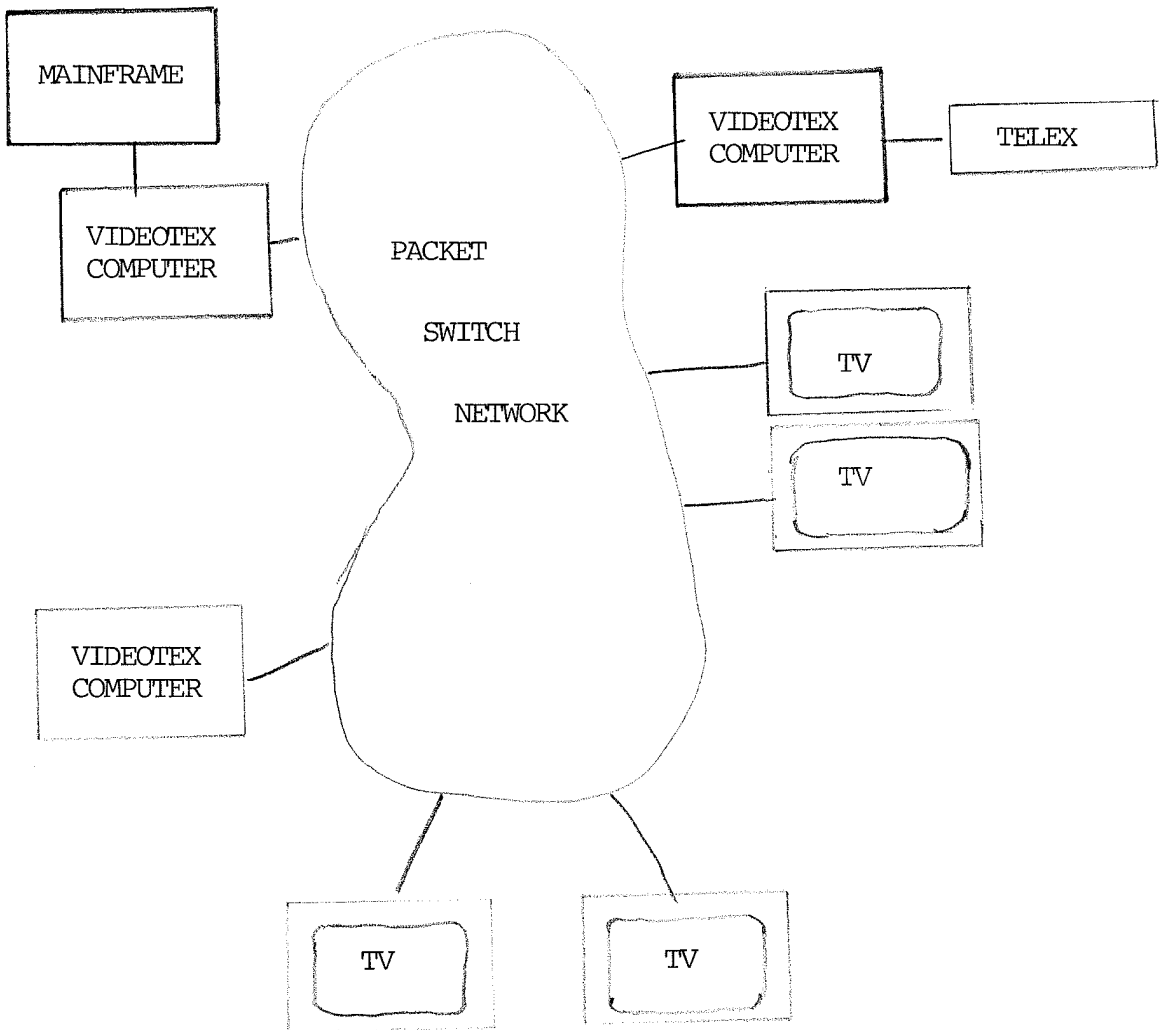 MAINFRAME
VIDEOTEX
COMPUTER
VIDEOTEX
COMPUTER
TELEX
PACKET
SWITCH
NETWORK
TV
TV
VIDEOTEX
COMPUTER
TV
TV